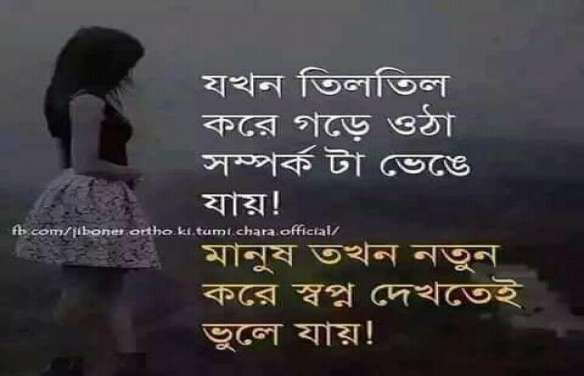 যখন তিলতিল
করে গড়ে ওঠা
সম্পর্ক টা ভেঙে
যায়!
fb.com/jiboner.ortho.ki.tumi.chara.official/
মানুষ তখন নতুন
করে স্বপ্ন দেখতেই
ভুলে যায়!